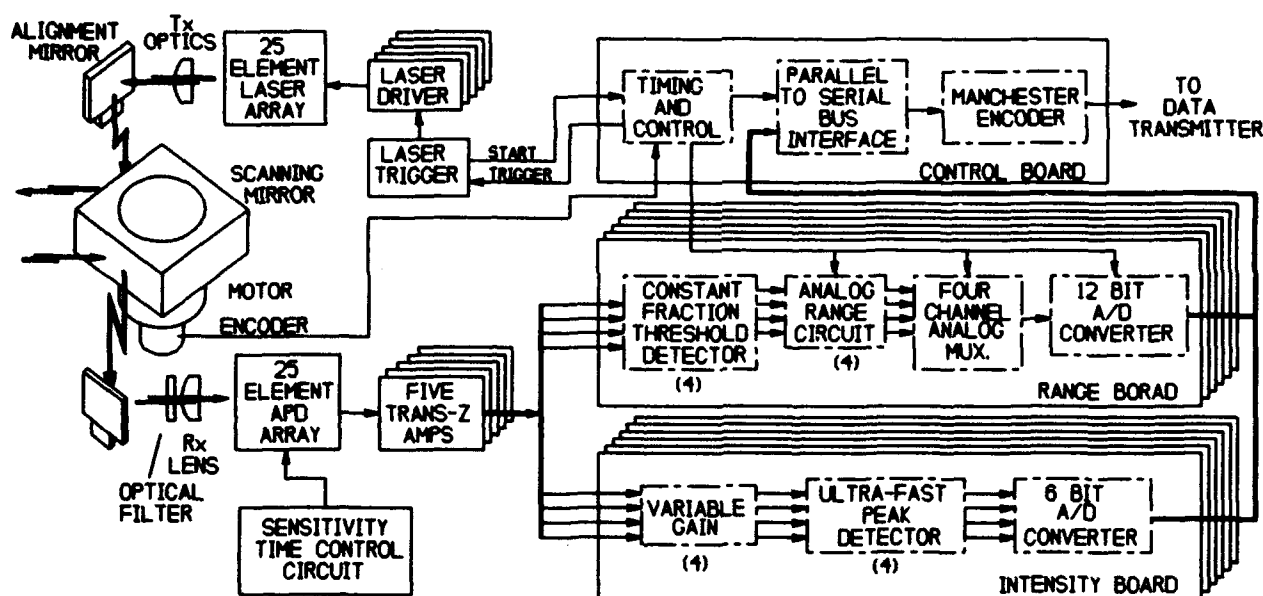 ALIGNMENT
MIRROR
Tx
OPTICS
25
ELEMENT
LASER
ARRAY
LASER
DRIVER
LASER
TRIGGER
START
TRIGGER
TIMING
AND
CONTROL
PARALLEL
TO SERIAL
BUS
INTERFACE
MANCHESTER
ENCODER
CONTROL BOARD
TO
DATA
TRANSMITTER
SCANNING
MIRROR
MOTOR
ENCODER
CONSTANT
FRACTION
THRESHOLD
DETECTOR
(4)
ANALOG
RANGE
CIRCUIT
(4)
FOUR
CHANNEL
ANALOG
MUX.
12 BIT
A/D
CONVERTER
RANGE BORAD
25
ELEMENT
APD
ARRAY
FIVE
TRANS-Z
AMPS
Rx
LENS
OPTICAL
FILTER
SENSITIVITY
TIME CONTROL
CIRCUIT
VARIABLE
GAIN
(4)
ULTRA-FAST
PEAK
DETECTOR
(4)
6 BIT
A/D
CONVERTER
INTENSITY BOARD